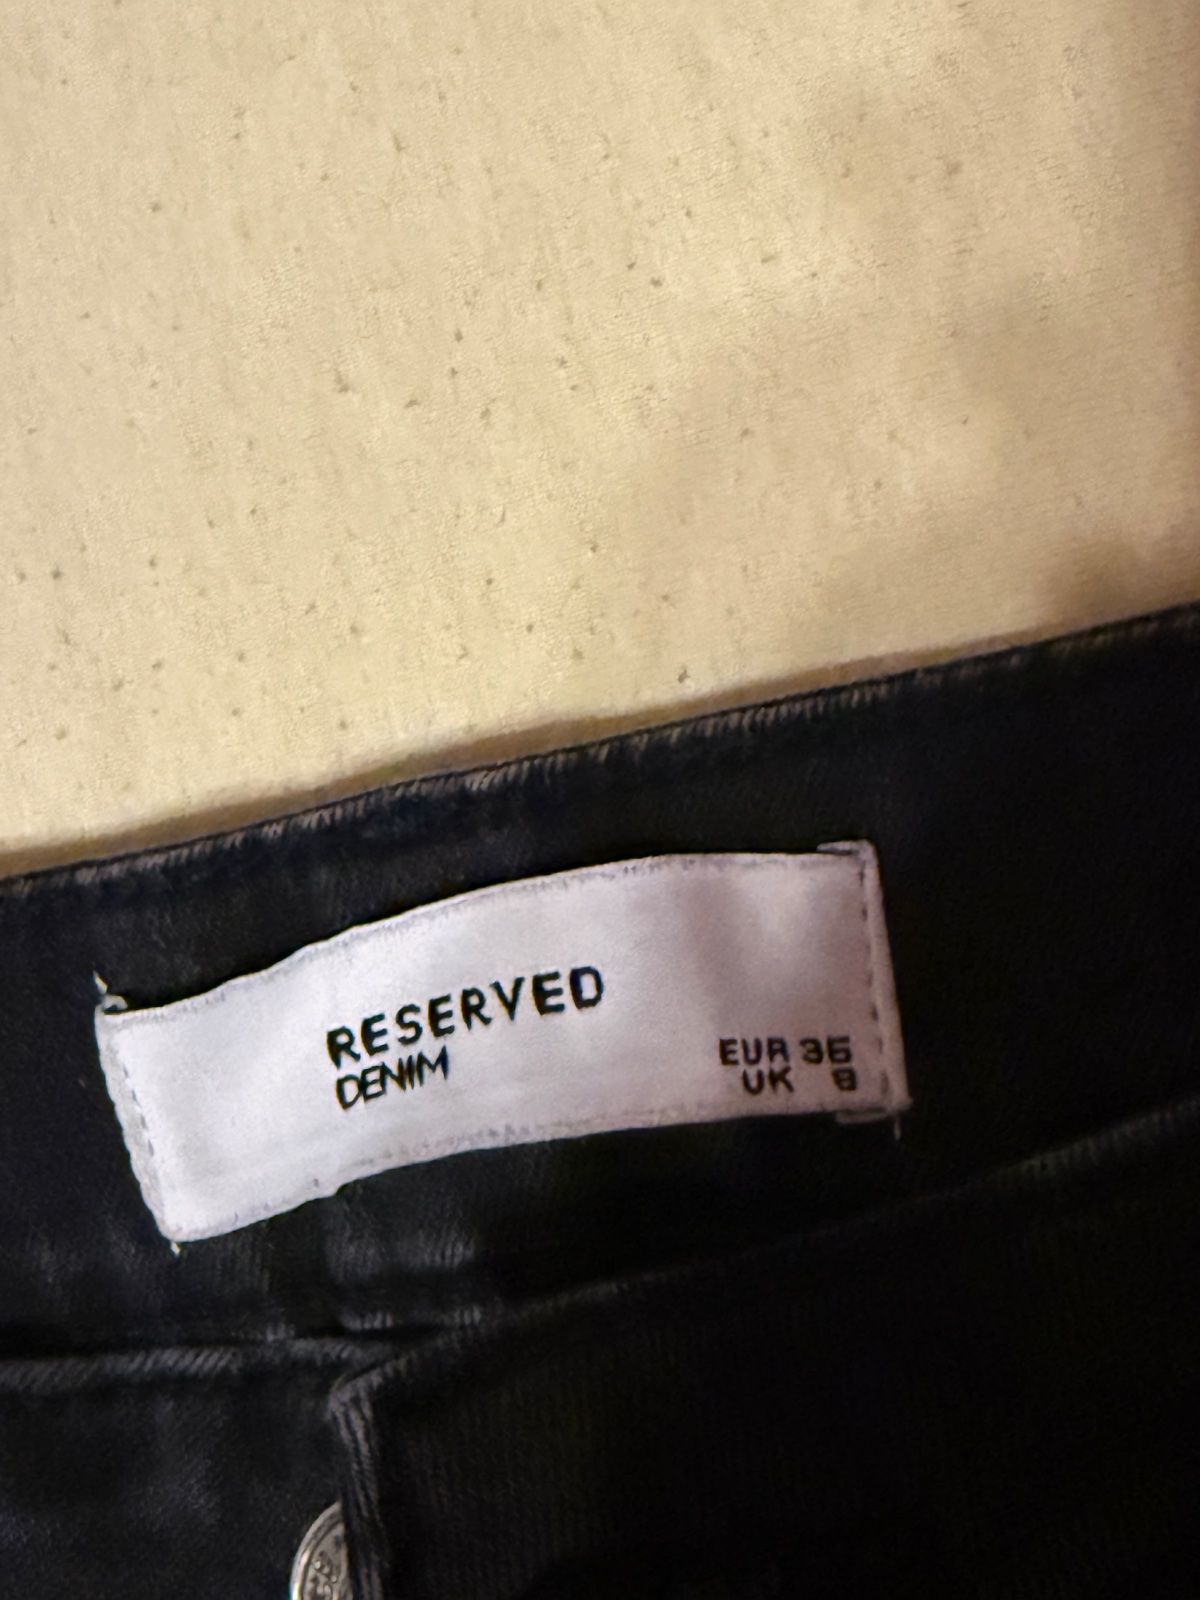 RESERVED
DENIM
EUR 36
UK 8